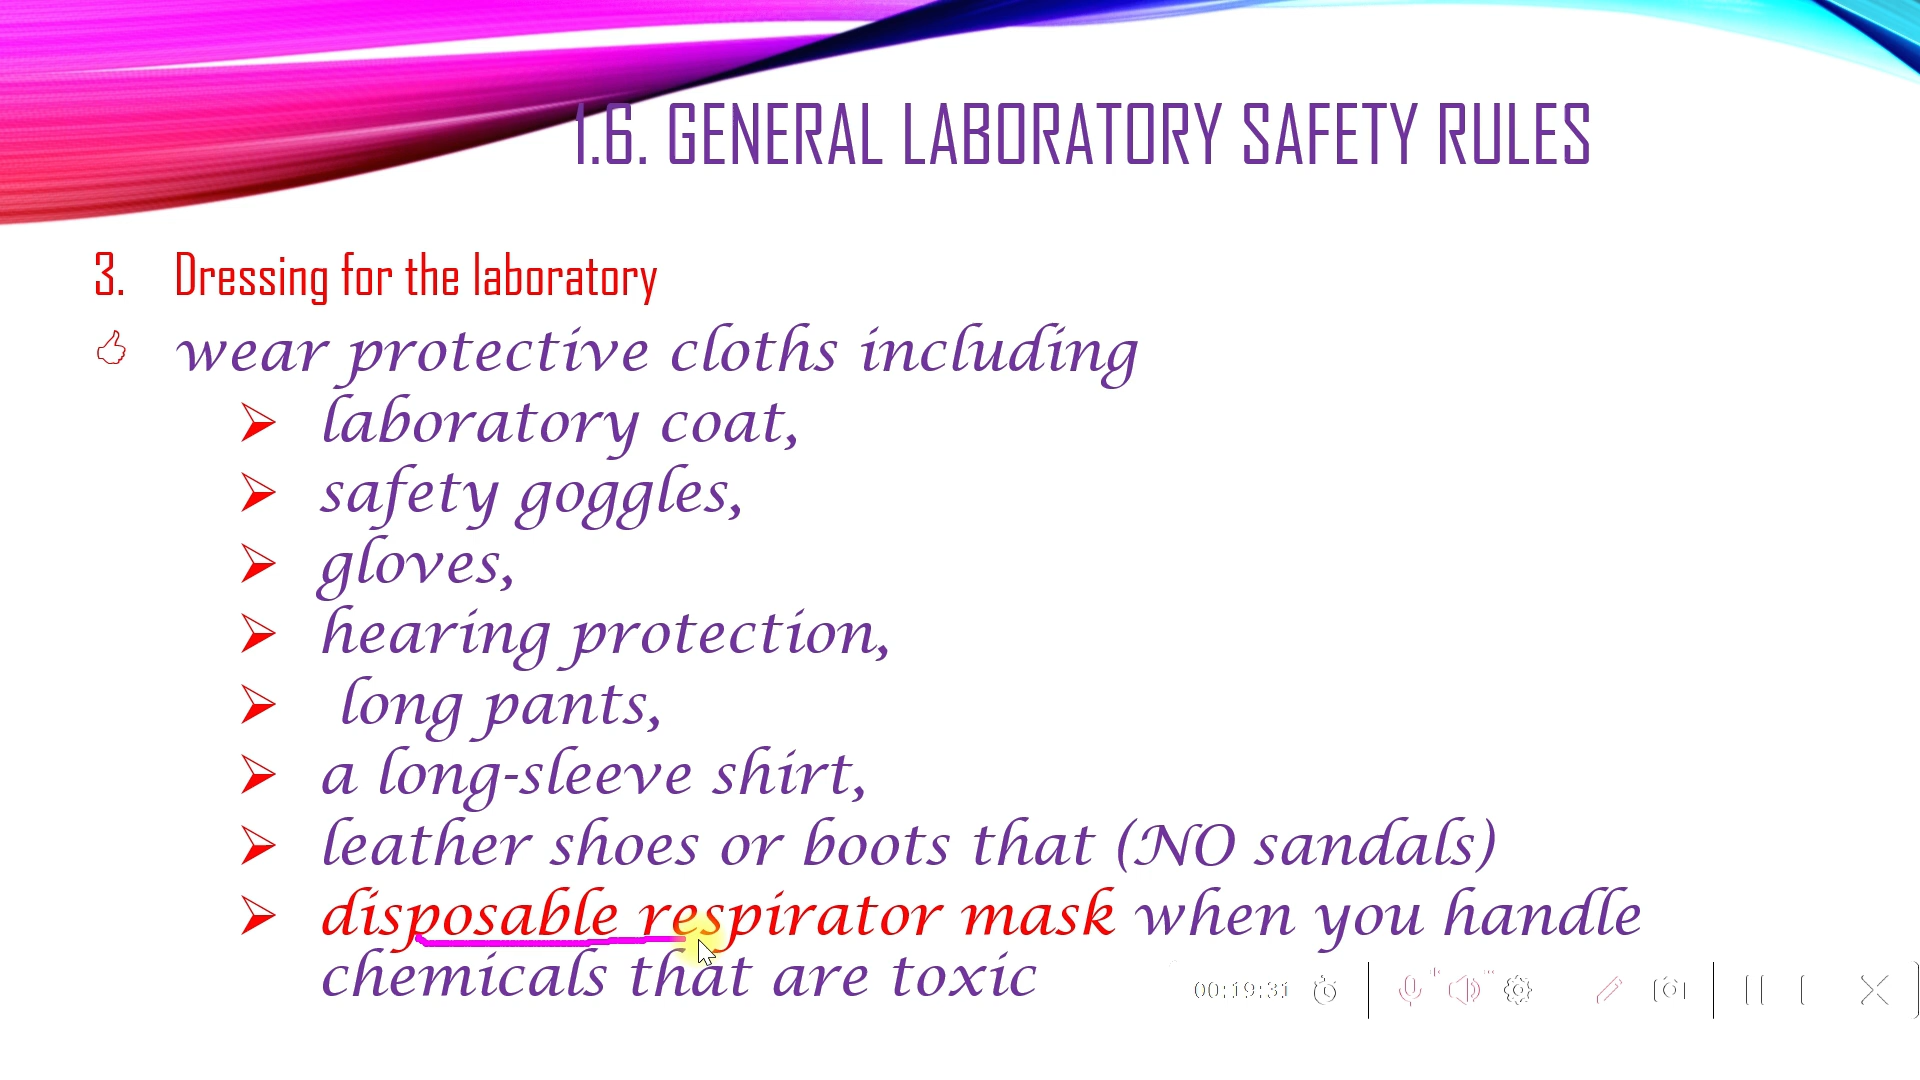 1.6. GENERAL LABORATORY SAFETY RULES
3. Dressing for the laboratory
wear protective cloths including
laboratory coat,
safety goggles,
gloves,
hearing protection,
long pants,
a long-sleeve shirt,
leather shoes or boots that (NO sandals)
disposable respirator mask when you handle
chemicals that are toxic
00:19:31